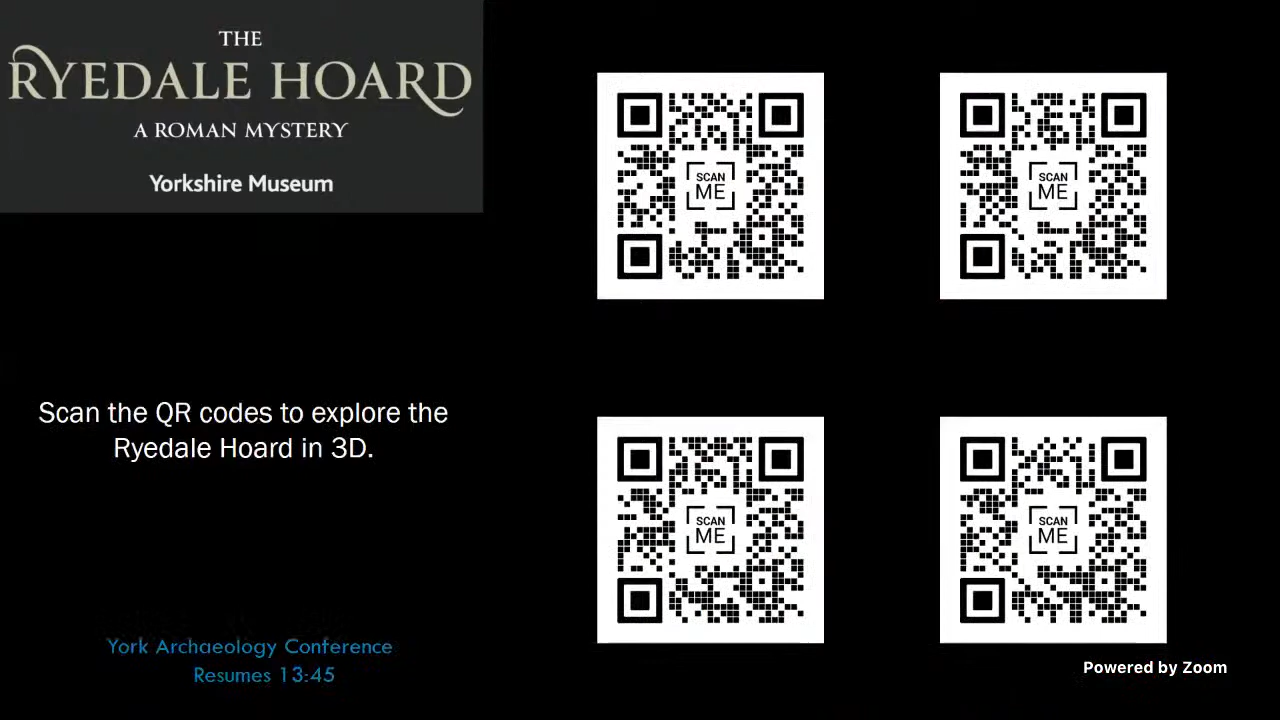 THE
RYEDALE HOARD
A ROMAN MYSTERY
Yorkshire Museum
SCAN
ME
SCAN
ME
Scan the QR codes to explore the
Ryedale Hoard in 3D.
SCAN
ME
SCAN
ME
York Archaeology Conference
Resumes 13:45
Powered by Zoom